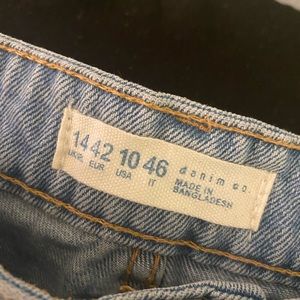 14 42 10 46 denim co.
UK EUR USA IT MADE IN
BANGLADESH